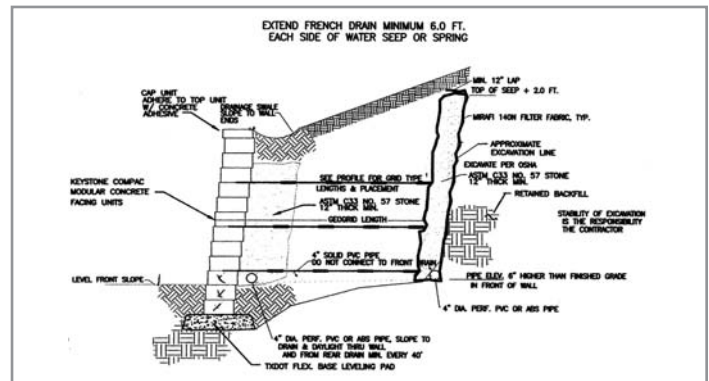 EXTEND FRENCH DRAIN MINIMUM 6.0 FT.
EACH SIDE OF WATER SEEP OR SPRING
CAP UNIT
ADHERE TO TOP UNIT
W/ CONCRETE
ADHESIVE
DRAINAGE SWALE
SLOPE TO WALL
ENDS
MIN. 12" LAP
TOP OF SEEP + 2.0 FT.
MIRAFI 140N FILTER FABRIC, TYP.
APPROXIMATE
EXCAVATION LINE
EXCAVATE PER OSHA
ASTM C33 NO. 57 STONE
12" THICK MIN.
RETAINED BACKFILL
STABILITY OF EXCAVATION
IS THE RESPONSIBILITY
THE CONTRACTOR
SEE PROFILE FOR GRID TYPE
LENGTHS & PLACEMENT
KEYSTONE COMPAC
MODULAR CONCRETE
FACING UNITS
ASTM C33 NO. 57 STONE
12" THICK MIN.
GEOGRID LENGTH
4" SOLID PVC PIPE
DO NOT CONNECT TO FRONT DRAIN
LEVEL FRONT SLOPE
PIPE ELEV. 6" HIGHER THAN FINISHED GRADE
IN FRONT OF WALL
4" DIA. PERF. PVC OR ABS PIPE
4" DIA. PERF. PVC OR ABS PIPE, SLOPE TO
DRAIN & DAYLIGHT THRU WALL
AND FROM REAR DRAIN MIN. EVERY 40'
TXDOT FLEX. BASE LEVELING PAD